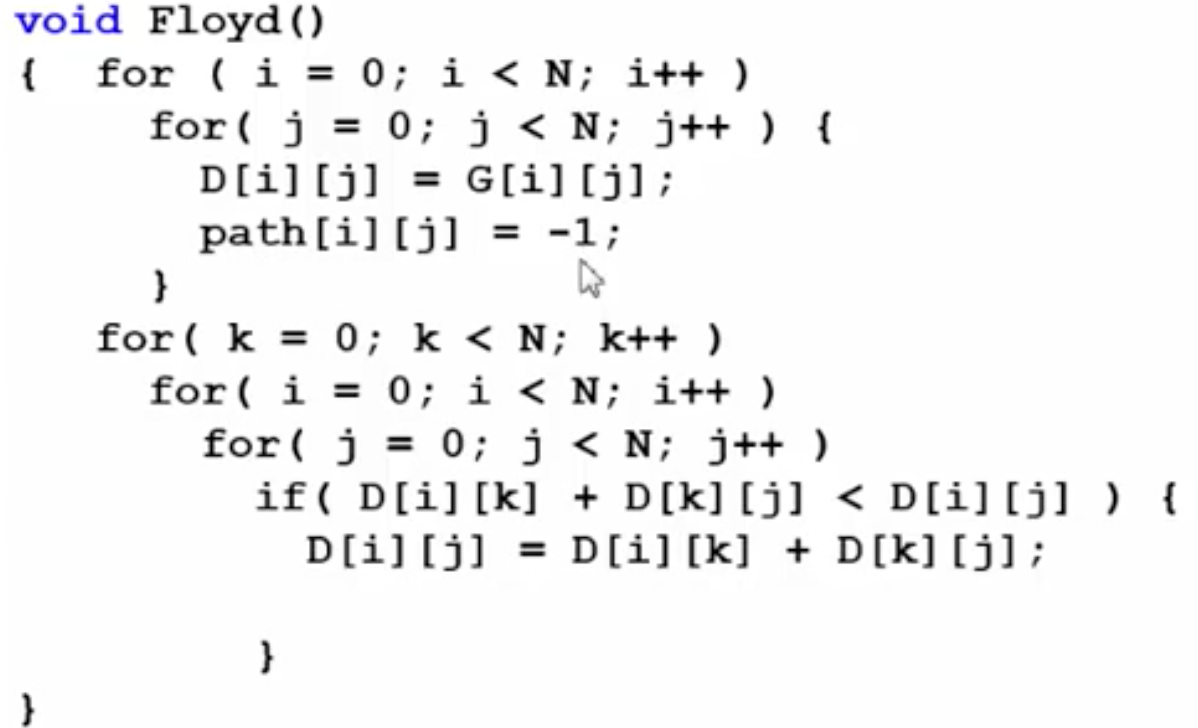 void Floyd()
{ for ( i = 0; i < N; i++ )
for( j = 0; j < N; j++ ) {
D[i][j] = G[i][j];
path[i][j] = -1;
}
for( k = 0; k < N; k++ )
for( i = 0; i < N; i++ )
for( j = 0; j < N; j++ )
if( D[i][k] + D[k][j] < D[i][j] ) {
D[i][j] = D[i][k] + D[k][j];
}
}